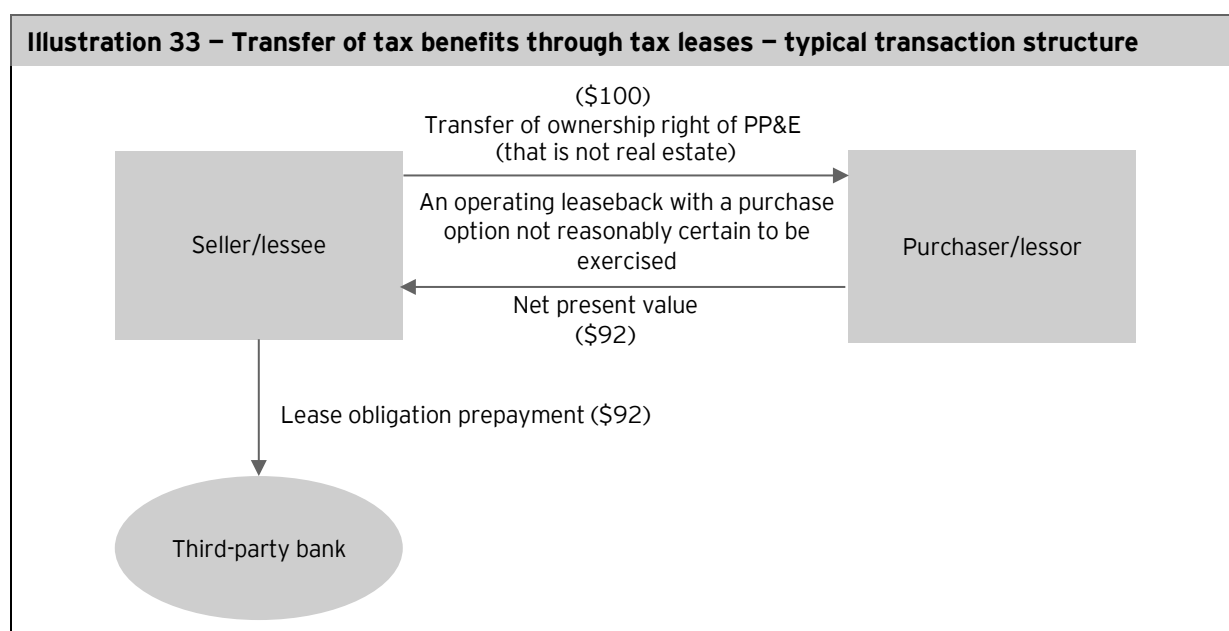 Illustration 33 – Transfer of tax benefits through tax leases – typical transaction structure
($100)
Transfer of ownership right of PP&E
(that is not real estate)
Seller/lessee
An operating leaseback with a purchase
option not reasonably certain to be
exercised
Purchaser/lessor
Net present value
($92)
Lease obligation prepayment ($92)
Third-party bank